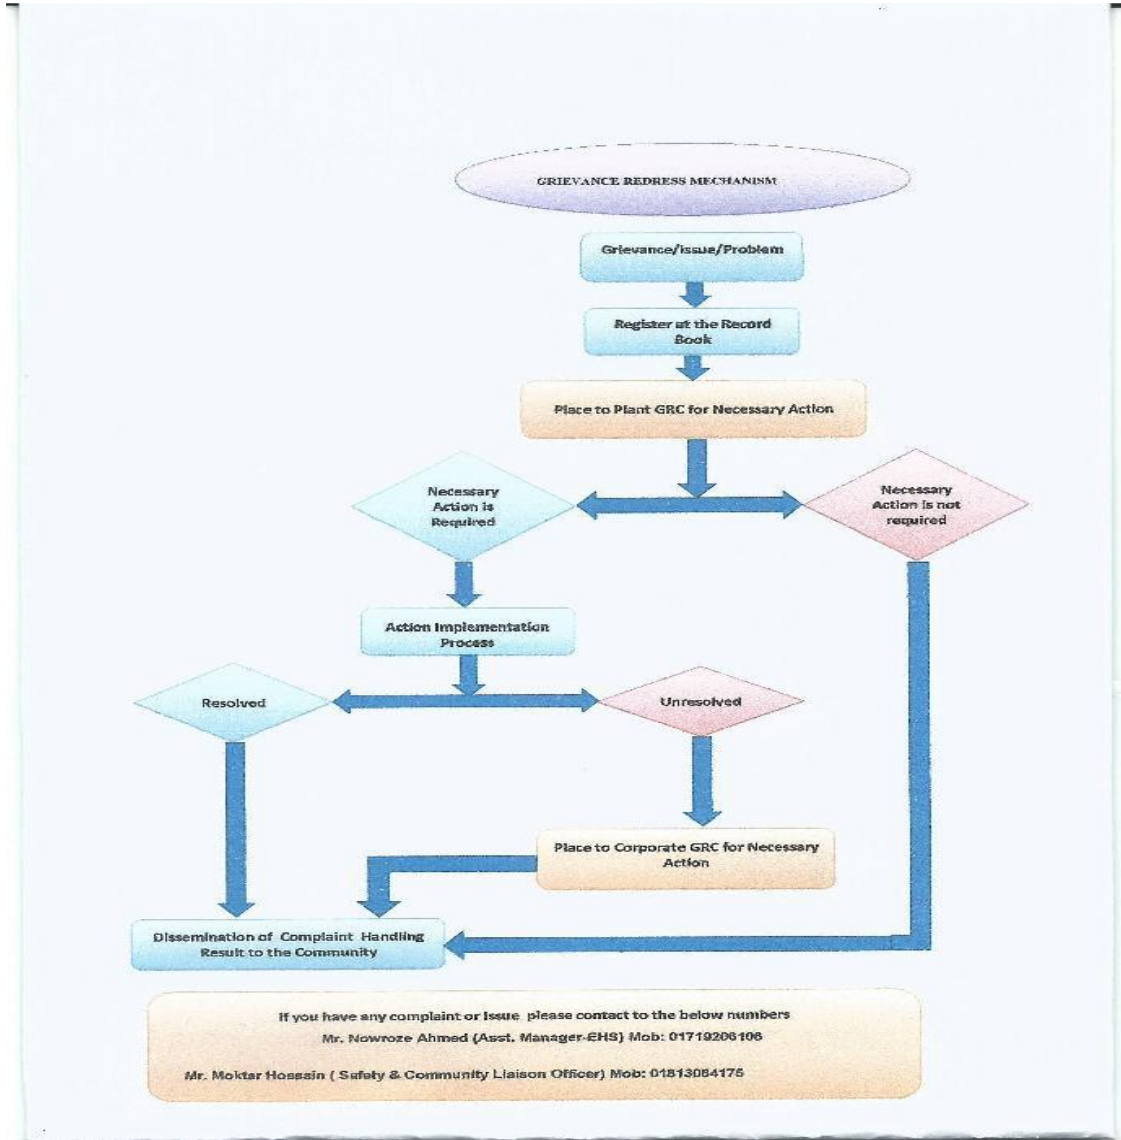 GRIEVANCE REDRESS MECHANISM
Grievance/Issue/Problem
Register at the Record
Book
Place to Plant GRC for Necessary Action
Necessary
Action is
Required
Necessary
Action is not
required
Action Implementation
Process
Resolved
Unresolved
Place to Corporate GRC for Necessary
Action
Dissemination of Complaint Handling
Result to the Community
If you have any complaint or Issue please contact to the below numbers
Mr. Nowroze Ahmed (Asst. Manager-EHS) Mob: 01719206106
Mr. Moktar Hossain ( Safety & Community Liaison Officer) Mob: 01813084175